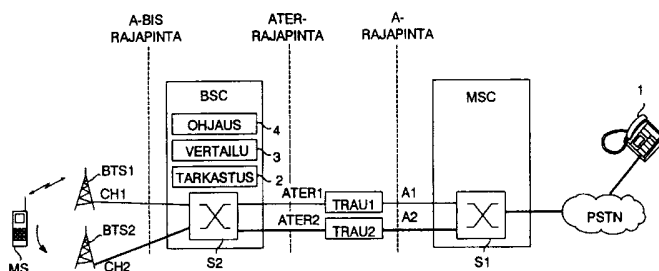 A-BIS
RAJAPINTA
ATER-
RAJAPINTA
A-
RAJAPINTA
BSC
MSC
1
OHJAUS
4
VERTAILU
3
TARKASTUS
2
BTS1
CH1
ATER1
TRAU1
A1
ATER2
TRAU2
A2
PSTN
BTS2
MS
CH2
S2
S1